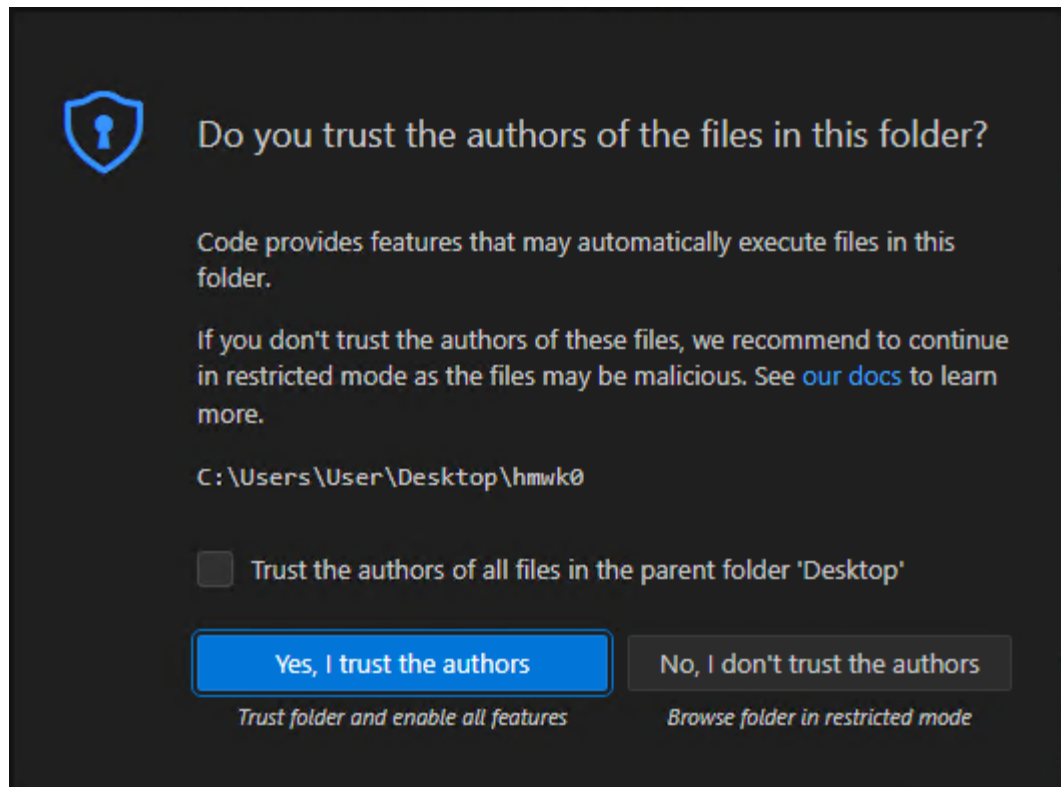 Do you trust the authors of the files in this folder?
Code provides features that may automatically execute files in this
folder.
If you don't trust the authors of these files, we recommend to continue
in restricted mode as the files may be malicious. See our docs to learn
more.
C:\Users\User\Desktop\hmwk0
Trust the authors of all files in the parent folder 'Desktop'
Yes, I trust the authors
No, I don't trust the authors
Trust folder and enable all features
Browse folder in restricted mode